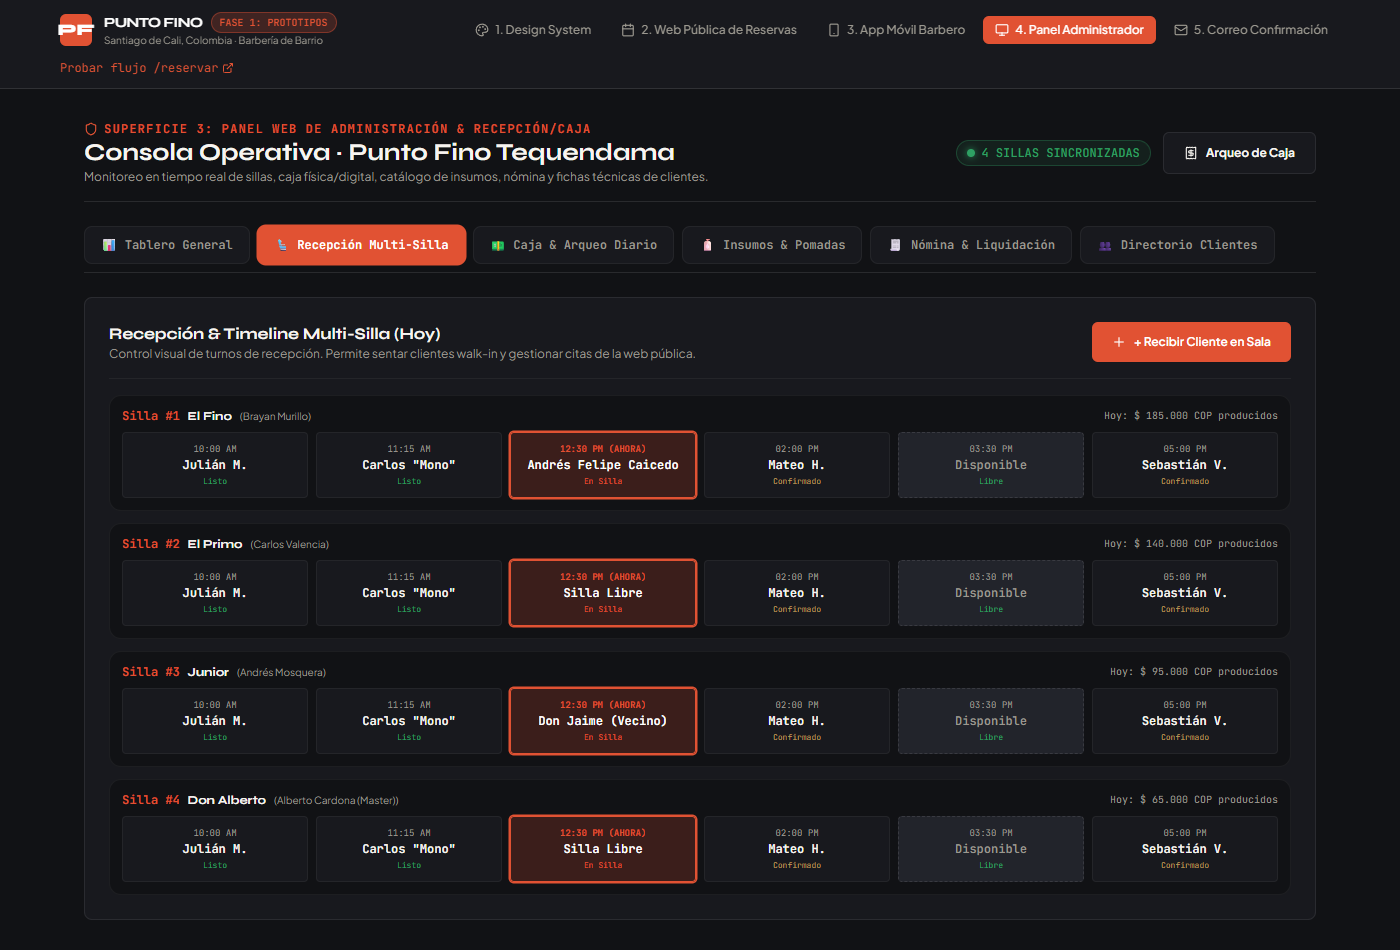 PF PUNTO FINO FASE 1: PROTOTIPOS
Santiago de Cali, Colombia · Barbería de Barrio
1. Design System
2. Web Pública de Reservas
3. App Móvil Barbero
4. Panel Administrador
5. Correo Confirmación
Probar flujo /reservar
SUPERFICIE 3: PANEL WEB DE ADMINISTRACIÓN & RECEPCIÓN/CAJA
Consola Operativa · Punto Fino Tequendama
Monitoreo en tiempo real de sillas, caja física/digital, catálogo de insumos, nómina y fichas técnicas de clientes.
4 SILLAS SINCRONIZADAS
Arqueo de Caja
Tablero General
Recepción Multi-Silla
Caja & Arqueo Diario
Insumos & Pomadas
Nómina & Liquidación
Directorio Clientes
Recepción & Timeline Multi-Silla (Hoy)
Control visual de turnos de recepción. Permite sentar clientes walk-in y gestionar citas de la web pública.
+ + Recibir Cliente en Sala
Silla #1 El Fino (Brayan Murillo)
Hoy: $ 185.000 COP producidos
10:00 AM
Julián M.
Listo
11:15 AM
Carlos "Mono"
Listo
12:30 PM (AHORA)
Andrés Felipe Caicedo
En Silla
02:00 PM
Mateo H.
Confirmado
03:30 PM
Disponible
Libre
05:00 PM
Sebastián V.
Confirmado
Silla #2 El Primo (Carlos Valencia)
Hoy: $ 140.000 COP producidos
10:00 AM
Julián M.
Listo
11:15 AM
Carlos "Mono"
Listo
12:30 PM (AHORA)
Silla Libre
En Silla
02:00 PM
Mateo H.
Confirmado
03:30 PM
Disponible
Libre
05:00 PM
Sebastián V.
Confirmado
Silla #3 Junior (Andrés Mosquera)
Hoy: $ 95.000 COP producidos
10:00 AM
Julián M.
Listo
11:15 AM
Carlos "Mono"
Listo
12:30 PM (AHORA)
Don Jaime (Vecino)
En Silla
02:00 PM
Mateo H.
Confirmado
03:30 PM
Disponible
Libre
05:00 PM
Sebastián V.
Confirmado
Silla #4 Don Alberto (Alberto Cardona (Master))
Hoy: $ 65.000 COP producidos
10:00 AM
Julián M.
Listo
11:15 AM
Carlos "Mono"
Listo
12:30 PM (AHORA)
Silla Libre
En Silla
02:00 PM
Mateo H.
Confirmado
03:30 PM
Disponible
Libre
05:00 PM
Sebastián V.
Confirmado